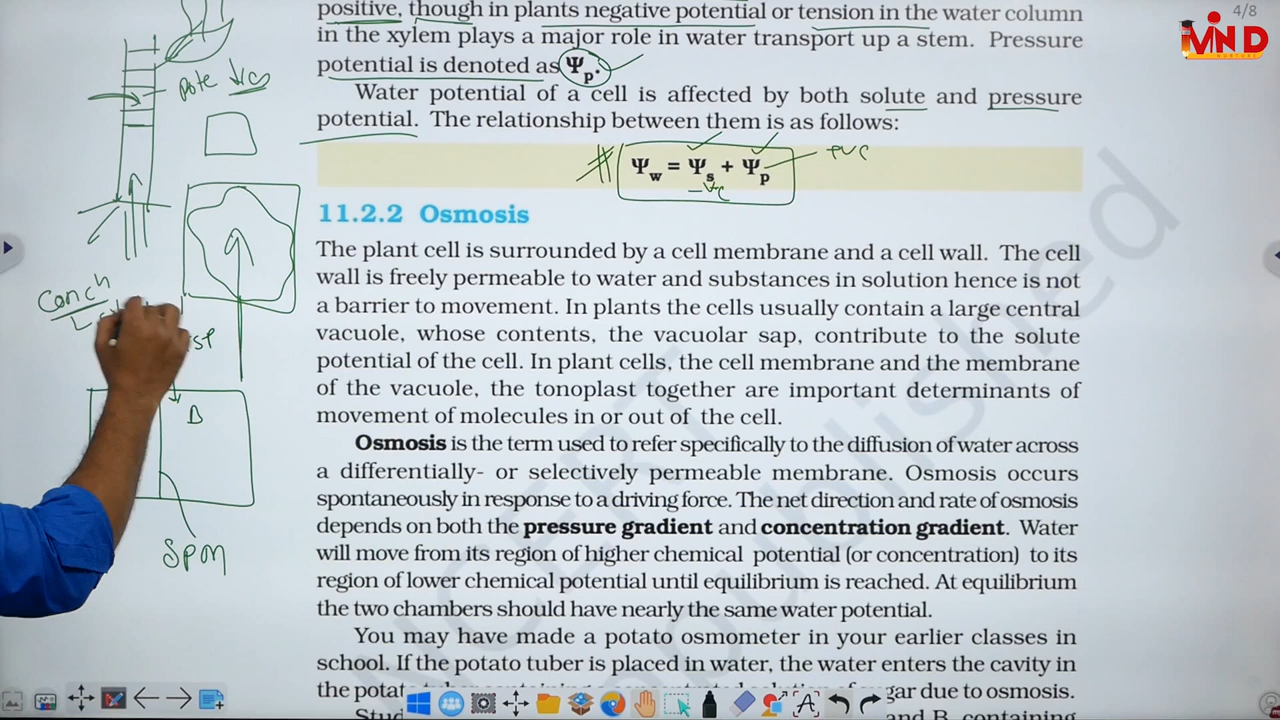 positive, though in plants negative potential or tension in the water column
in the xylem plays a major role in water transport up a stem. Pressure
potential is denoted as Ψp.
Water potential of a cell is affected by both solute and pressure
potential. The relationship between them is as follows:
Ψw = Ψs + Ψp
+ve
-ve
11.2.2 Osmosis
The plant cell is surrounded by a cell membrane and a cell wall. The cell
wall is freely permeable to water and substances in solution hence is not
a barrier to movement. In plants the cells usually contain a large central
vacuole, whose contents, the vacuolar sap, contribute to the solute
potential of the cell. In plant cells, the cell membrane and the membrane
of the vacuole, the tonoplast together are important determinants of
movement of molecules in or out of the cell.
Osmosis is the term used to refer specifically to the diffusion of water across
a differentially- or selectively permeable membrane. Osmosis occurs
spontaneously in response to a driving force. The net direction and rate of osmosis
depends on both the pressure gradient and concentration gradient. Water
will move from its region of higher chemical potential (or concentration) to its
region of lower chemical potential until equilibrium is reached. At equilibrium
the two chambers should have nearly the same water potential.
You may have made a potato osmometer in your earlier classes in
school. If the potato tuber is placed in water, the water enters the cavity in
the potat
gar due to osmosis.
Stud
and B, containing
4/8
MIND
SPM